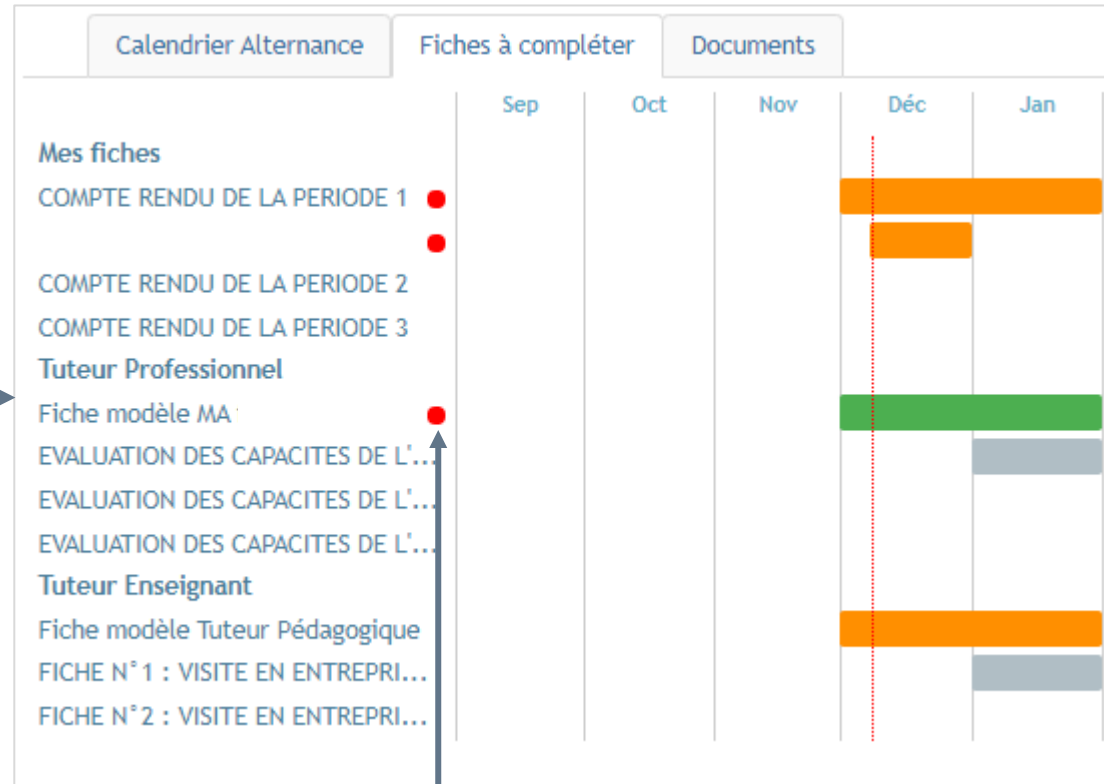 Calendrier Alternance Fiches à compléter Documents
Sep Oct Nov Déc Jan
Mes fiches
COMPTE RENDU DE LA PERIODE 1
COMPTE RENDU DE LA PERIODE 2
COMPTE RENDU DE LA PERIODE 3
Tuteur Professionnel
Fiche modèle MA
EVALUATION DES CAPACITES DE L'...
EVALUATION DES CAPACITES DE L'...
EVALUATION DES CAPACITES DE L'...
Tuteur Enseignant
Fiche modèle Tuteur Pédagogique
FICHE N°1 : VISITE EN ENTREPRI...
FICHE N°2 : VISITE EN ENTREPRI...